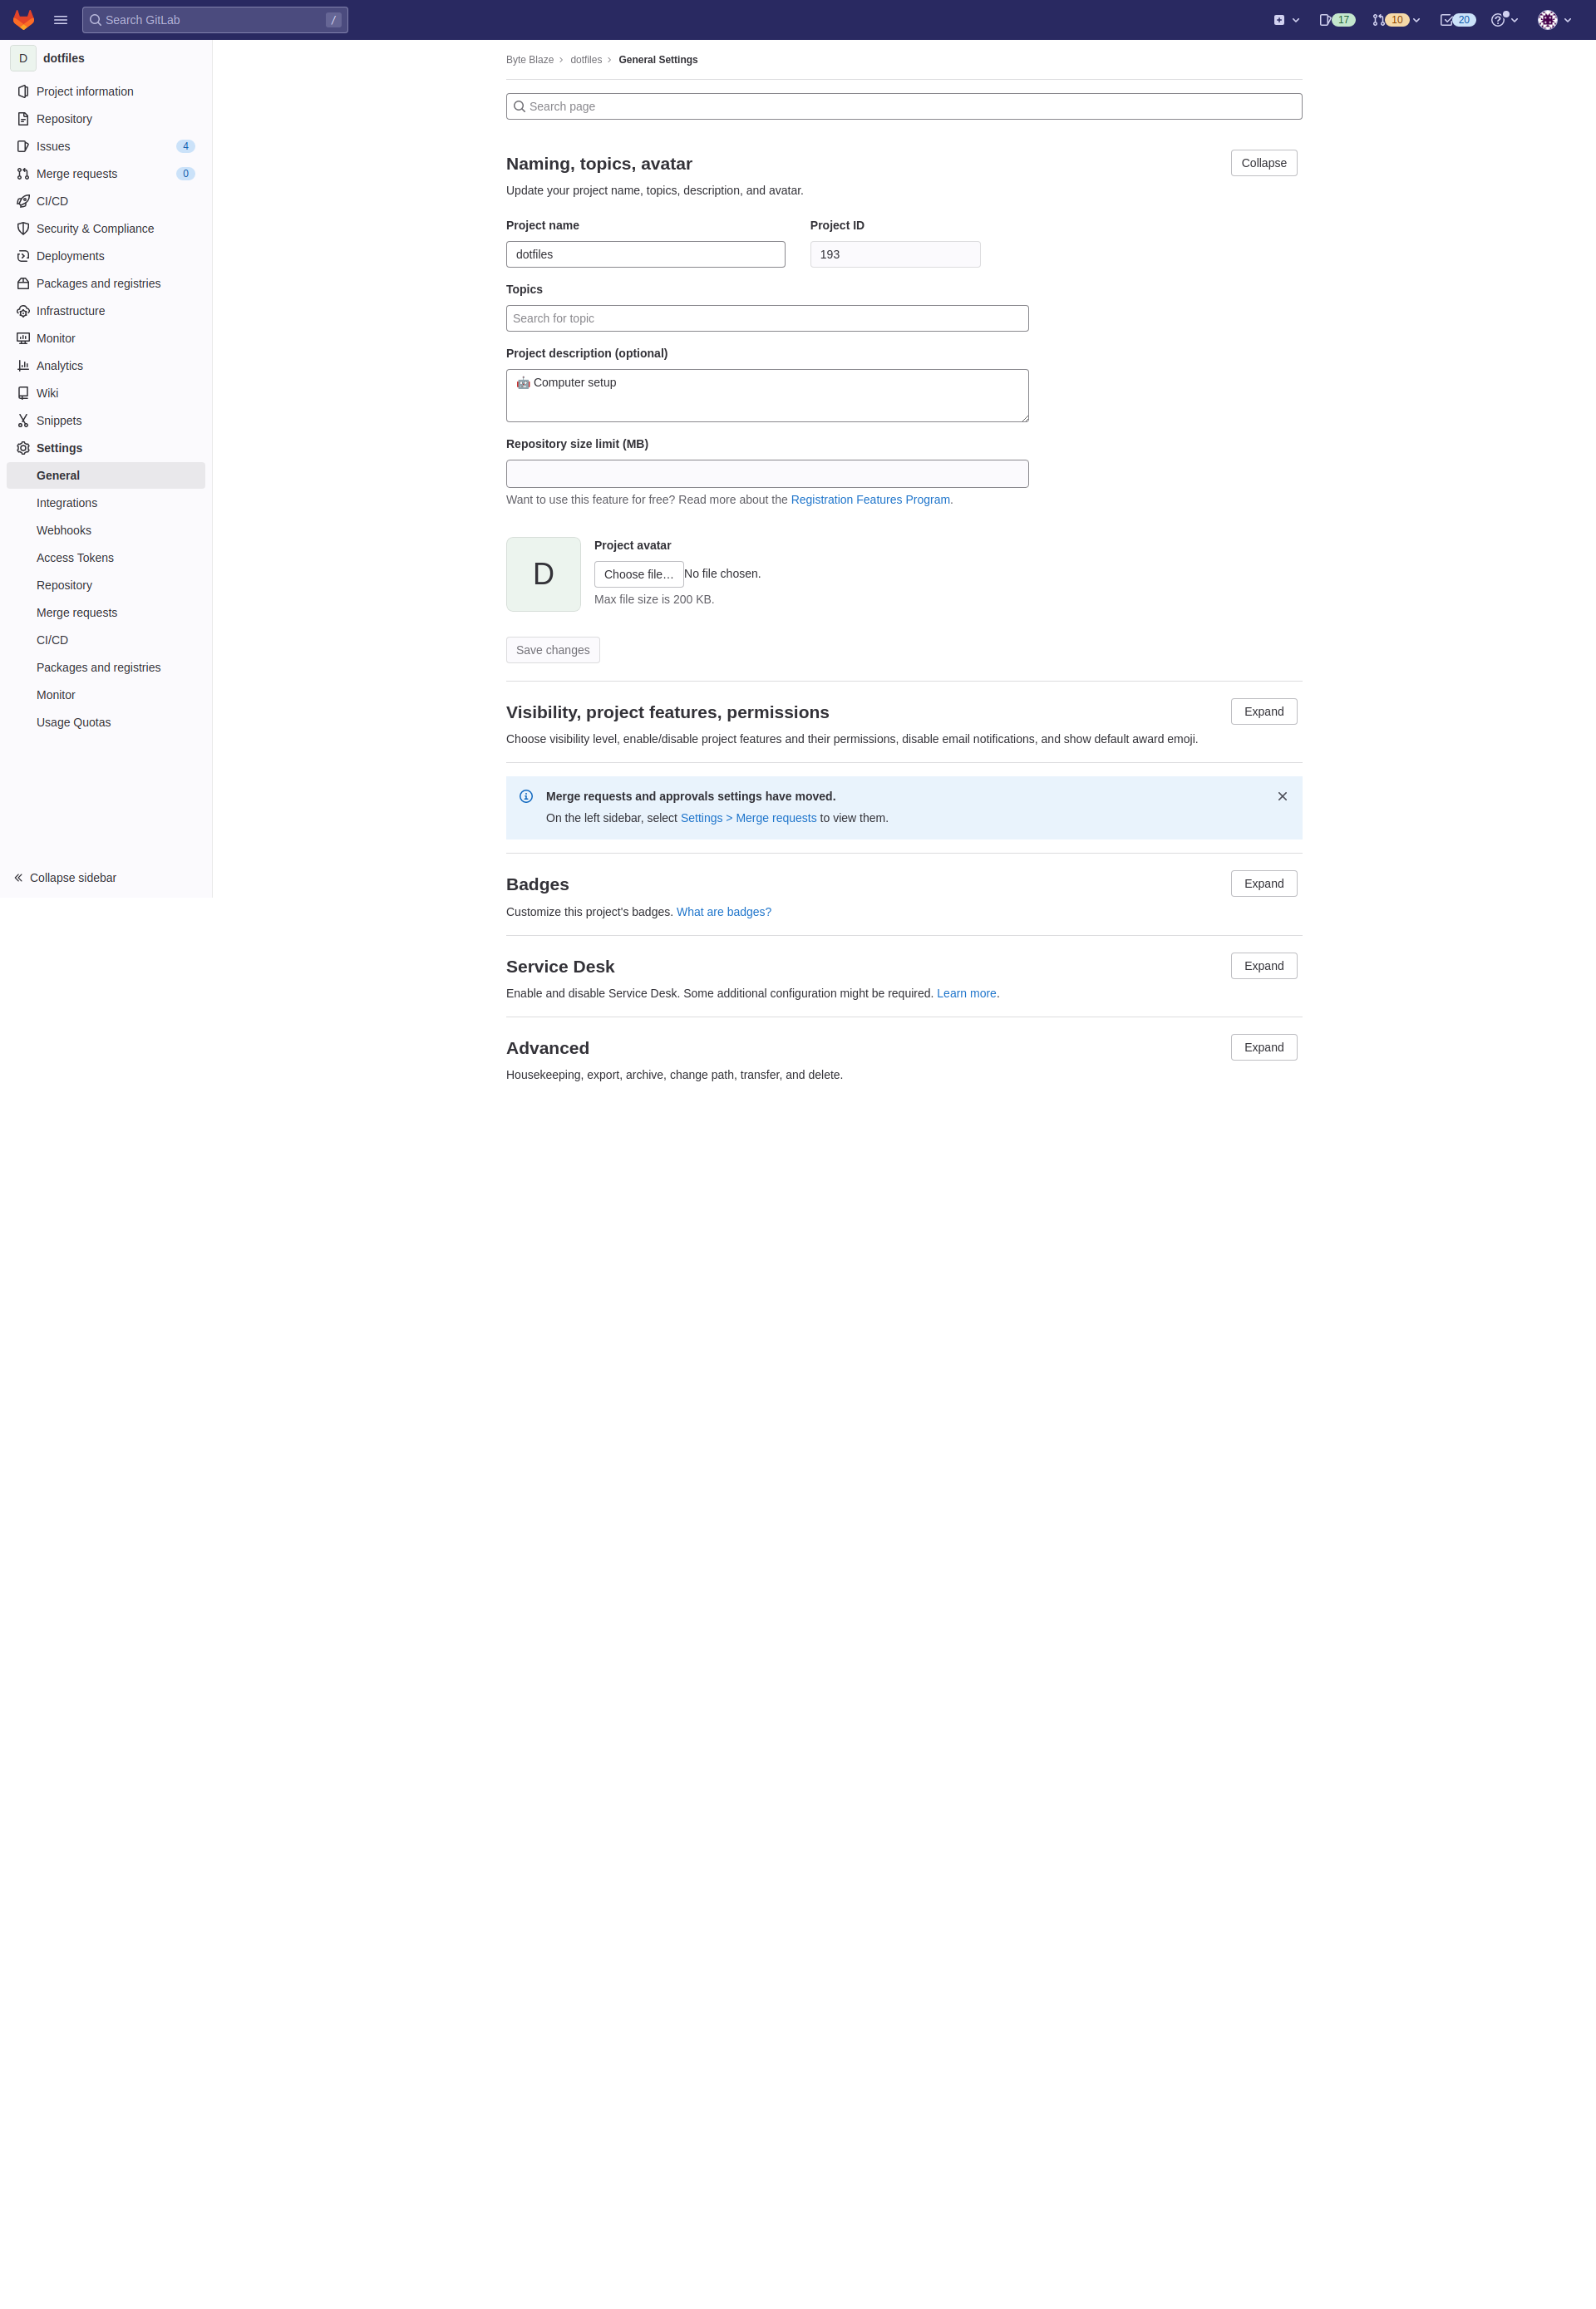 Search GitLab /
17 10 20
D dotfiles
Project information
Repository
Issues 4
Merge requests 0
CI/CD
Security & Compliance
Deployments
Packages and registries
Infrastructure
Monitor
Analytics
Wiki
Snippets
Settings
General
Integrations
Webhooks
Access Tokens
Repository
Merge requests
CI/CD
Packages and registries
Monitor
Usage Quotas
Collapse sidebar
Byte Blaze > dotfiles > General Settings
Search page
Naming, topics, avatar
Collapse
Update your project name, topics, description, and avatar.
Project name Project ID
dotfiles 193
Topics
Search for topic
Project description (optional)
🤖 Computer setup
Repository size limit (MB)
Want to use this feature for free? Read more about the Registration Features Program.
D
Project avatar
Choose file… No file chosen.
Max file size is 200 KB.
Save changes
Visibility, project features, permissions
Expand
Choose visibility level, enable/disable project features and their permissions, disable email notifications, and show default award emoji.
Merge requests and approvals settings have moved.
On the left sidebar, select Settings > Merge requests to view them.
Badges
Expand
Customize this project's badges. What are badges?
Service Desk
Expand
Enable and disable Service Desk. Some additional configuration might be required. Learn more.
Advanced
Expand
Housekeeping, export, archive, change path, transfer, and delete.